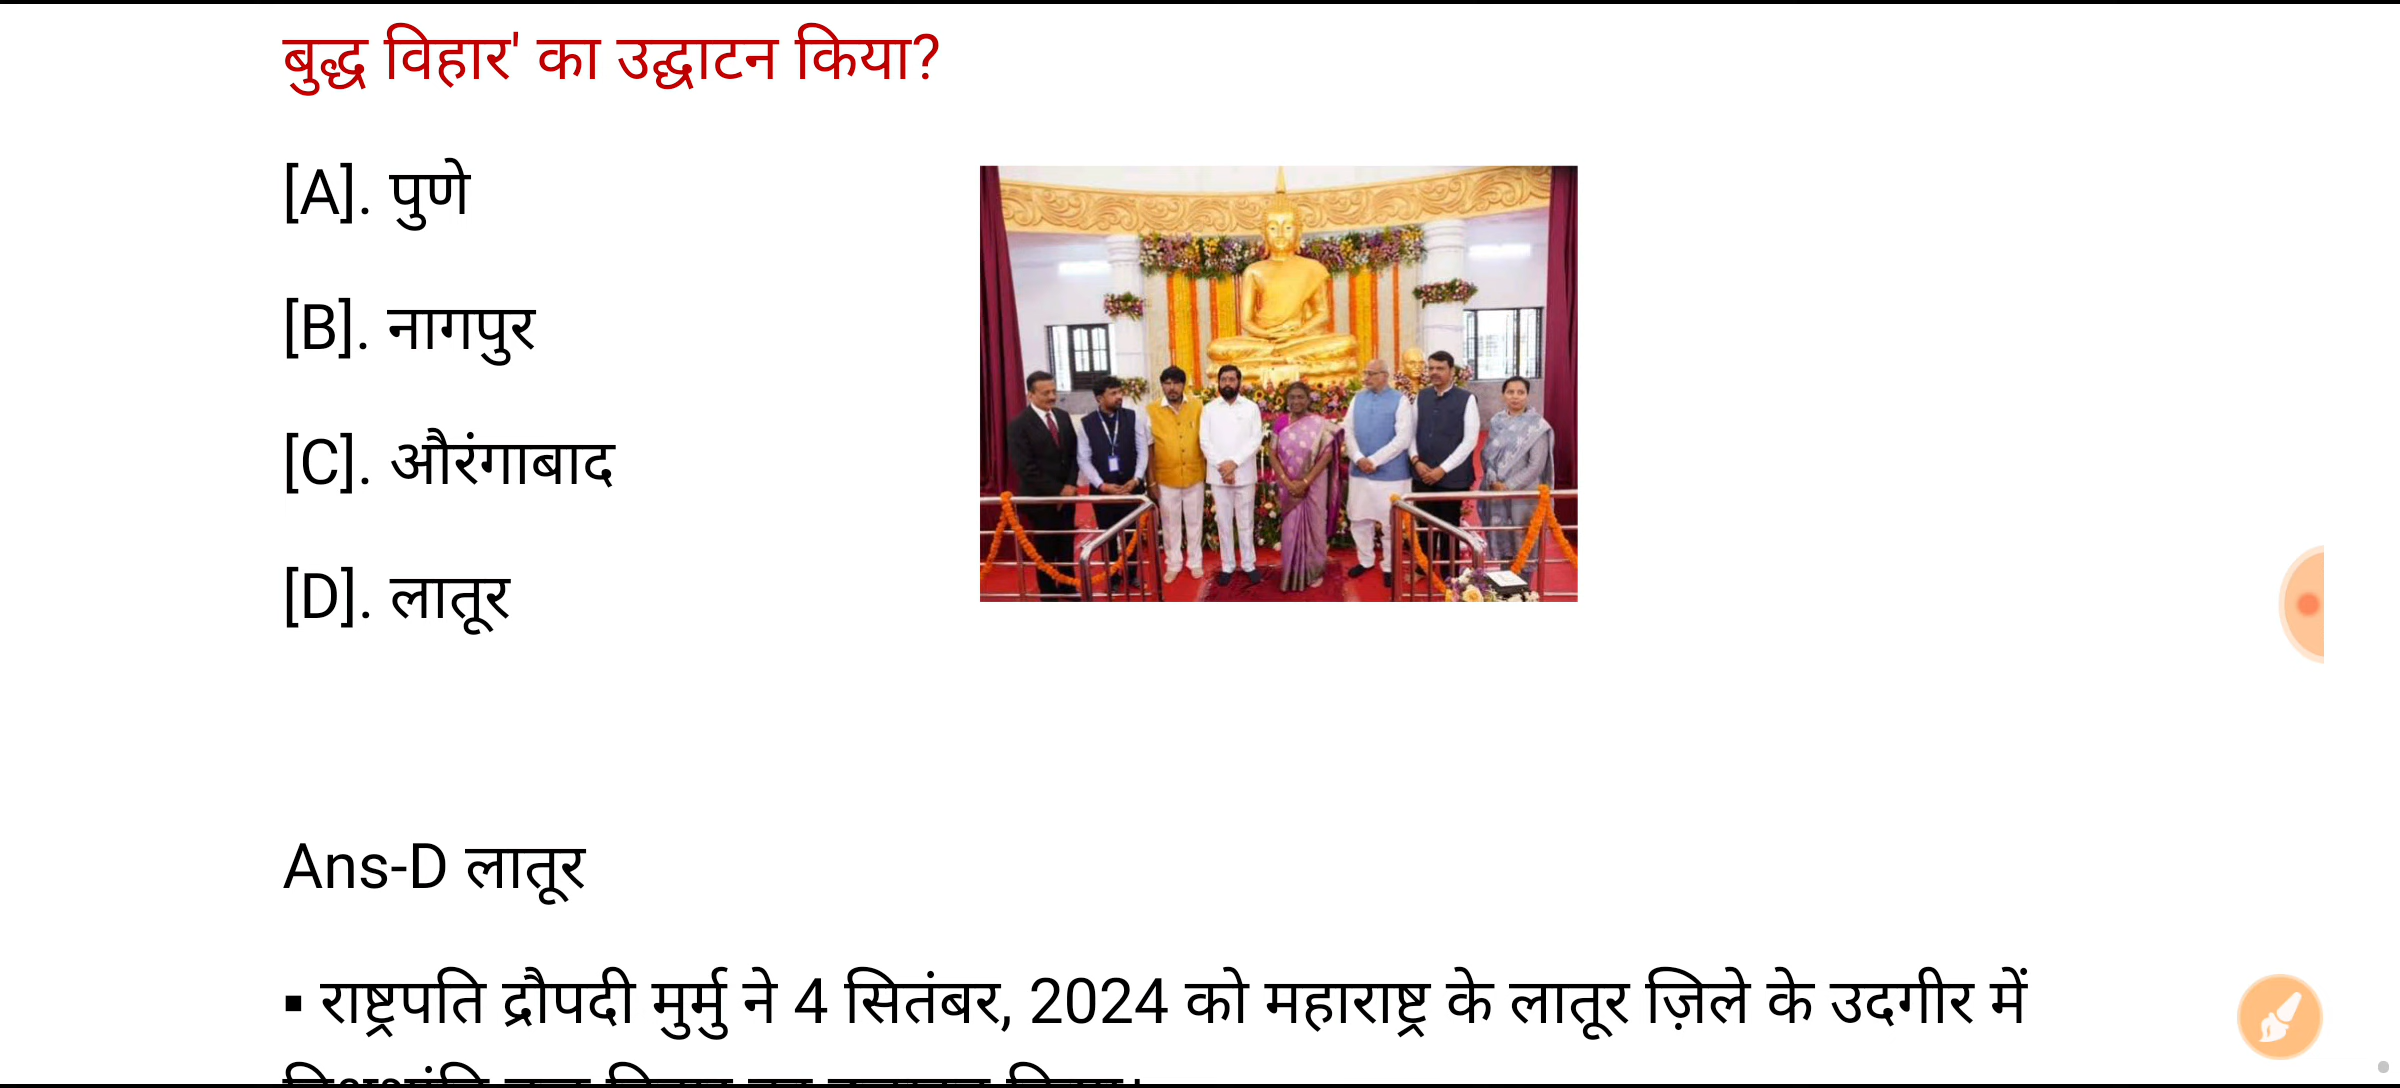 बुद्ध विहार' का उद्घाटन किया?
[A]. पुणे
[B]. नागपुर
[C]. औरंगाबाद
[D]. लातूर
Ans-D लातूर
▪ राष्ट्रपति द्रौपदी मुर्मु ने 4 सितंबर, 2024 को महाराष्ट्र के लातूर ज़िले के उदगीर में